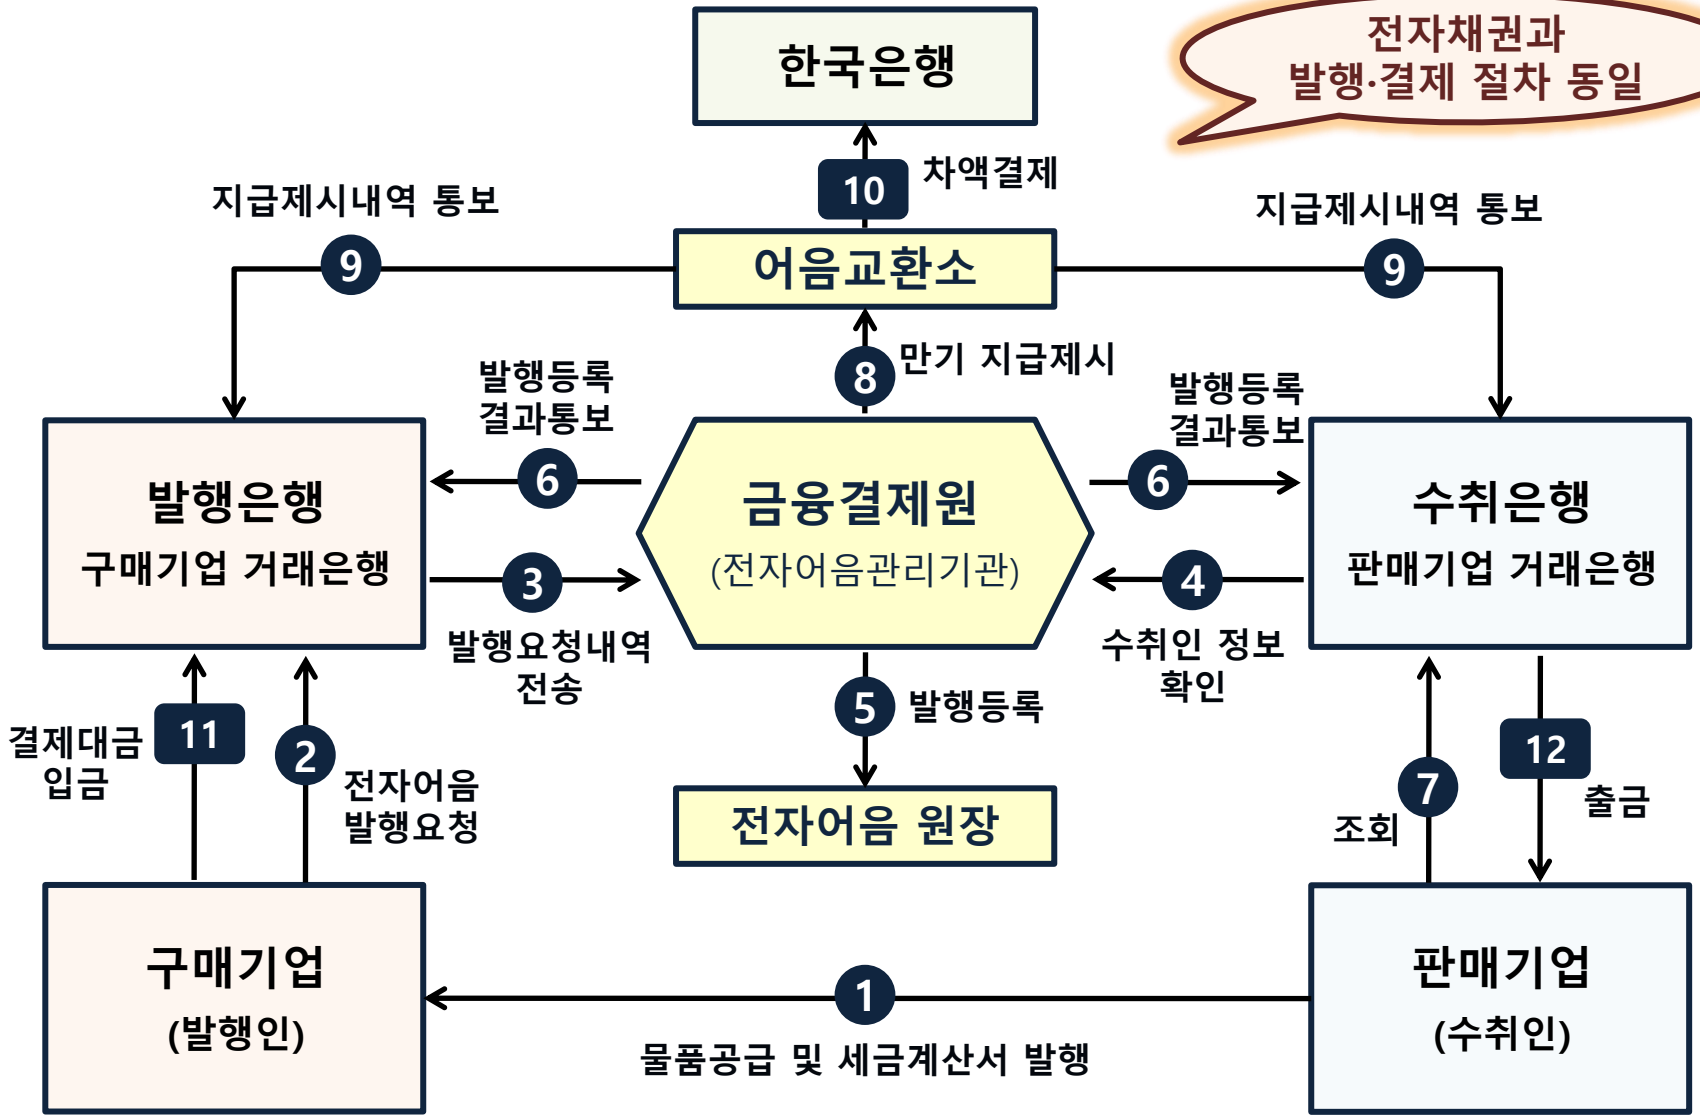 한국은행
전자채권과
발행·결제 절차 동일
10
차액결제
지급제시내역 통보
지급제시내역 통보
9
어음교환소
9
8
만기 지급제시
발행등록
결과통보
발행등록
결과통보
6
6
발행은행
구매기업 거래은행
금융결제원
(전자어음관리기관)
수취은행
판매기업 거래은행
3
발행요청내역
전송
4
수취인 정보
확인
5
발행등록
11
결제대금
입금
2
전자어음
발행요청
전자어음 원장
7
조회
12
출금
구매기업
(발행인)
1
물품공급 및 세금계산서 발행
판매기업
(수취인)